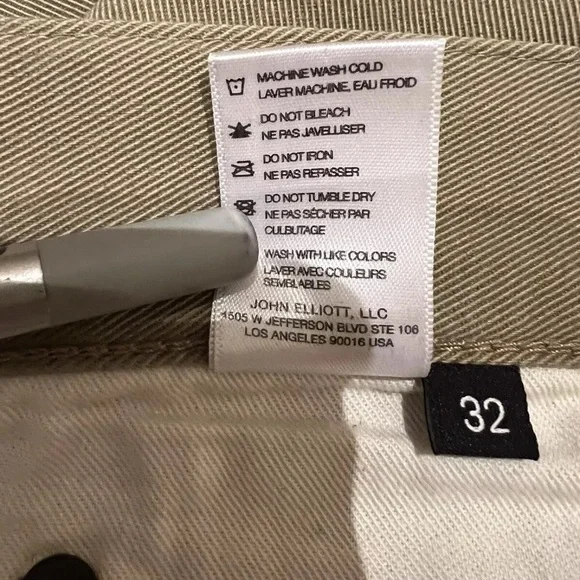 MACHINE WASH COLD
LAVER MACHINE, EAU FROID
DO NOT BLEACH
NE PAS JAVELLISER
DO NOT IRON
NE PAS REPASSER
DO NOT TUMBLE DRY
NE PAS SÉCHER PAR
CULBUTAGE
WASH WITH LIKE COLORS
LAVER AVEC COULEURS
SEMBLABLES
JOHN ELLIOTT, LLC
1505 W JEFFERSON BLVD STE 106
LOS ANGELES 90016 USA
32